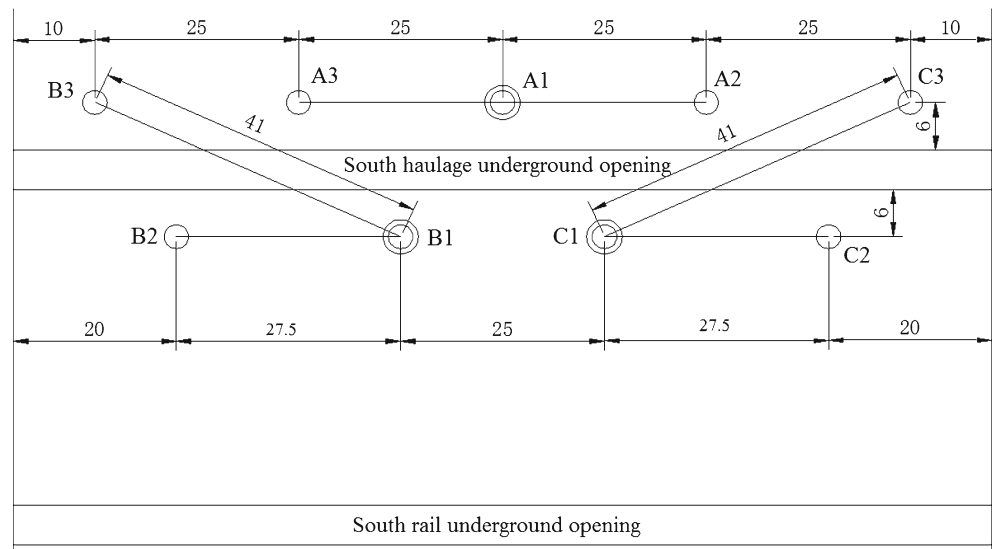 10 25 25 25 25 10
B3 A3 A1 A2 C3
41 41 6
South haulage underground opening
6
B2 B1 C1 C2
20 27.5 25 27.5 20
South rail underground opening